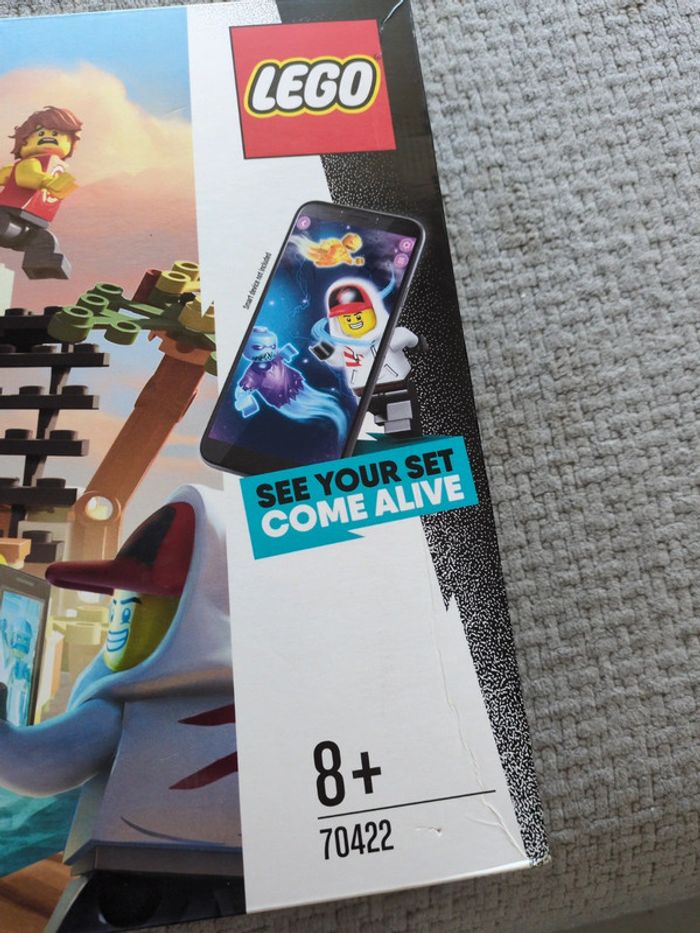 LEGO
Smart device not included
SEE YOUR SET
COME ALIVE
8+
70422